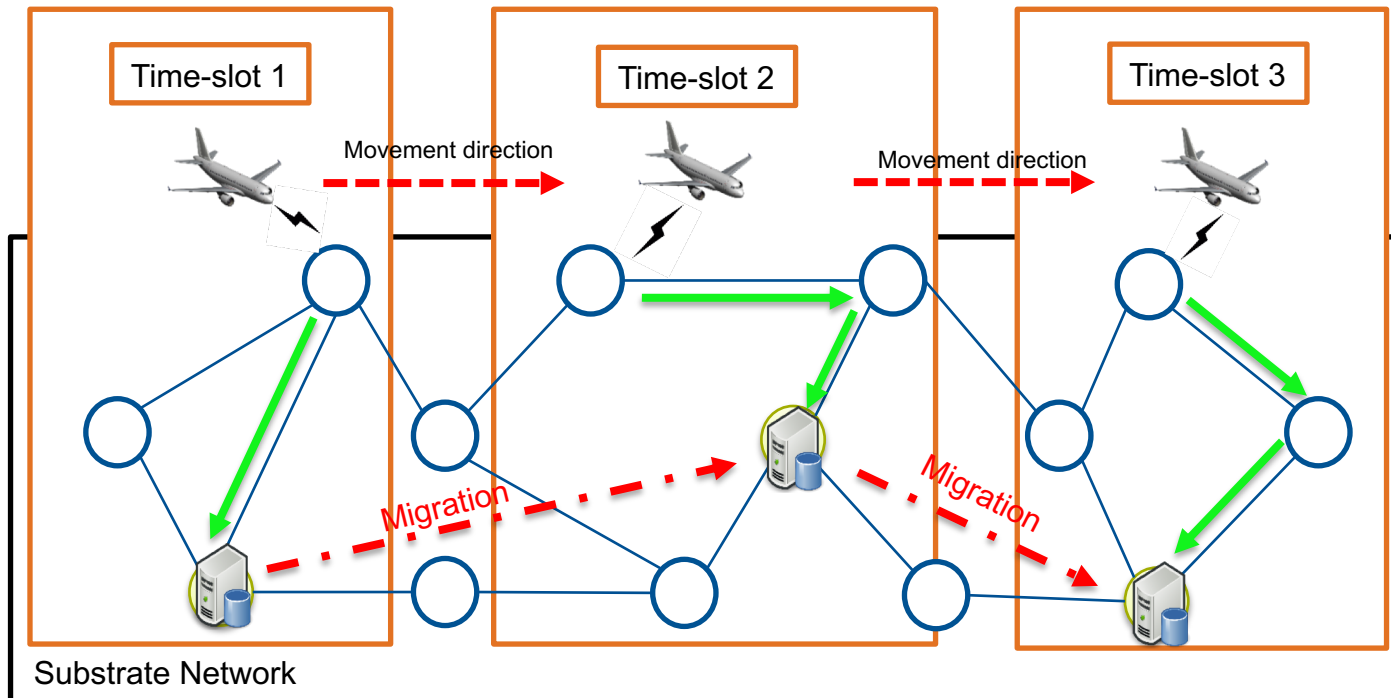 Time-slot 1
Time-slot 2
Time-slot 3
Movement direction
Movement direction
Migration
Migration
Substrate Network